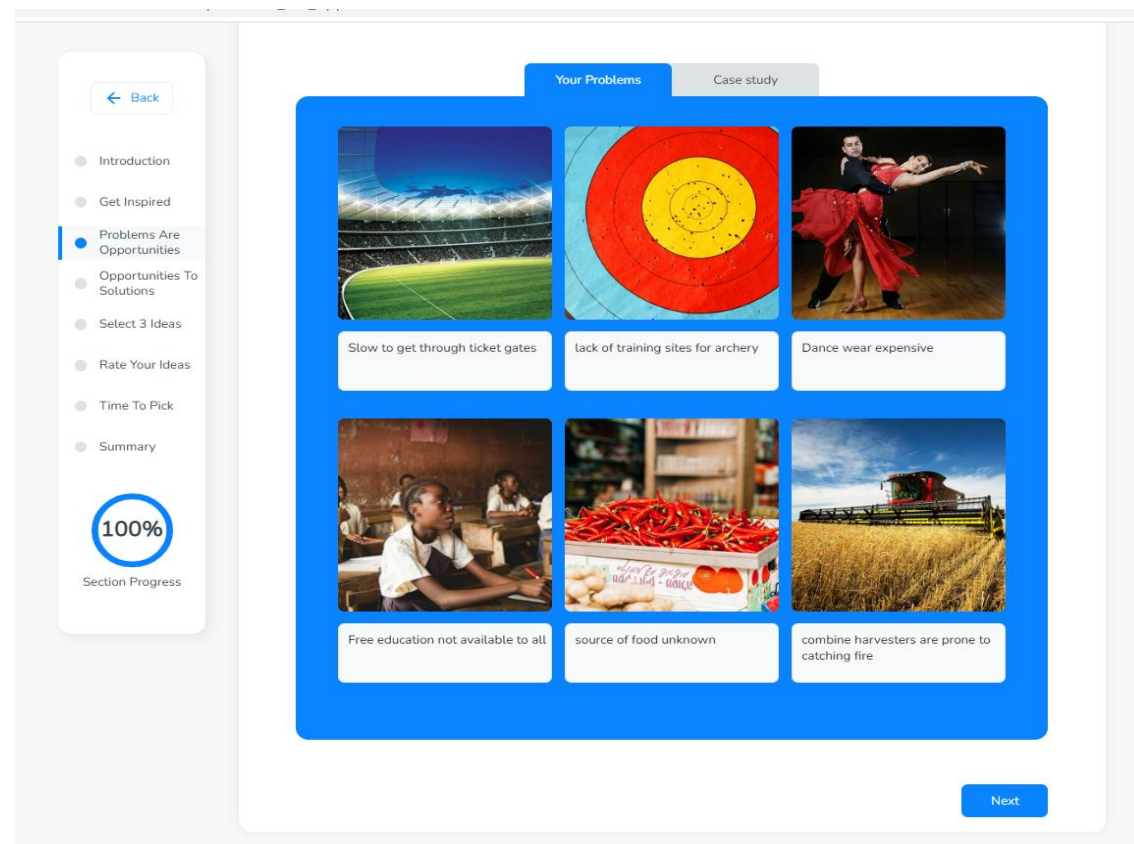 Your Problems
Case study
Back
Introduction
Get Inspired
Problems Are
Opportunities
Opportunities To
Solutions
Select 3 Ideas
Rate Your Ideas
Time To Pick
Summary
100%
Section Progress
Slow to get through ticket gates
lack of training sites for archery
Dance wear expensive
Free education not available to all
source of food unknown
combine harvesters are prone to
catching fire
Next